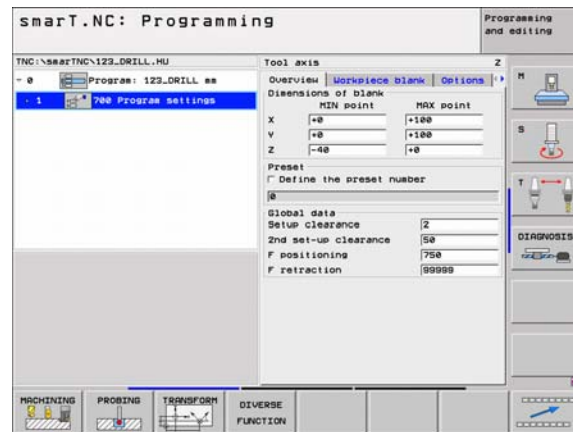 smarT.NC: Programming
Programming and editing
TNC:\smarTNC\123_DRILL.HU
- 0 Program: 123_DRILL mm
- 1 700 Program settings
Tool axis Z
Overview Workpiece blank Options
Dimensions of blank
MIN point MAX point
X +0 +100
Y +0 +100
Z -40 +0
Preset
Define the preset number
0
Global data
Setup clearance 2
2nd set-up clearance 50
F positioning 750
F retraction 99999
M
S
T
DIAGNOSIS
MACHINING PROBING TRANSFORM DIVERSE FUNCTION